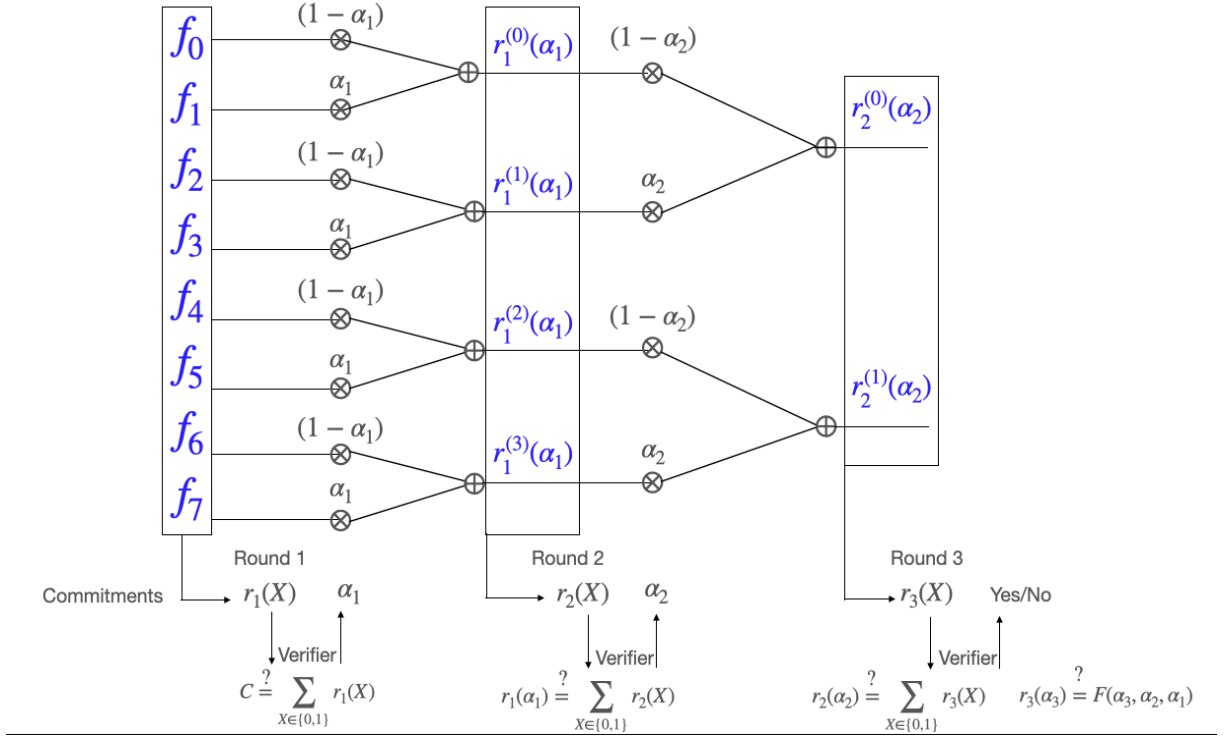 (1 − α₁)
f₀
r₁⁽⁰⁾(α₁)
(1 − α₂)
α₁
f₁
r₂⁽⁰⁾(α₂)
(1 − α₁)
f₂
r₁⁽¹⁾(α₁)
α₂
α₁
f₃
(1 − α₁)
f₄
r₁⁽²⁾(α₁)
(1 − α₂)
α₁
f₅
r₂⁽¹⁾(α₂)
(1 − α₁)
f₆
r₁⁽³⁾(α₁)
α₂
α₁
f₇
Round 1
Round 2
Round 3
Commitments
r₁(X) α₁
r₂(X) α₂
r₃(X) Yes/No
Verifier
Verifier
Verifier
C ≟ ∑_{X∈{0,1}} r₁(X)
r₁(α₁) ≟ ∑_{X∈{0,1}} r₂(X)
r₂(α₂) ≟ ∑_{X∈{0,1}} r₃(X) r₃(α₃) ≟ F(α₃, α₂, α₁)